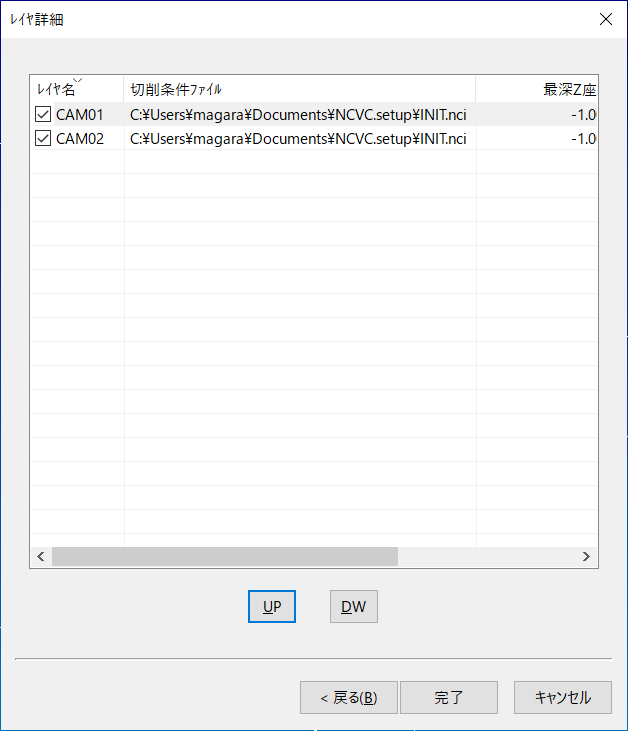 ﾚｲﾔ詳細
ﾚｲﾔ名 切削条件ﾌｧｲﾙ 最深Z座
CAM01 C:¥Users¥magara¥Documents¥NCVC.setup¥INIT.nci -1.0
CAM02 C:¥Users¥magara¥Documents¥NCVC.setup¥INIT.nci -1.0
UP DW
< 戻る(B) 完了 ｷｬﾝｾﾙ